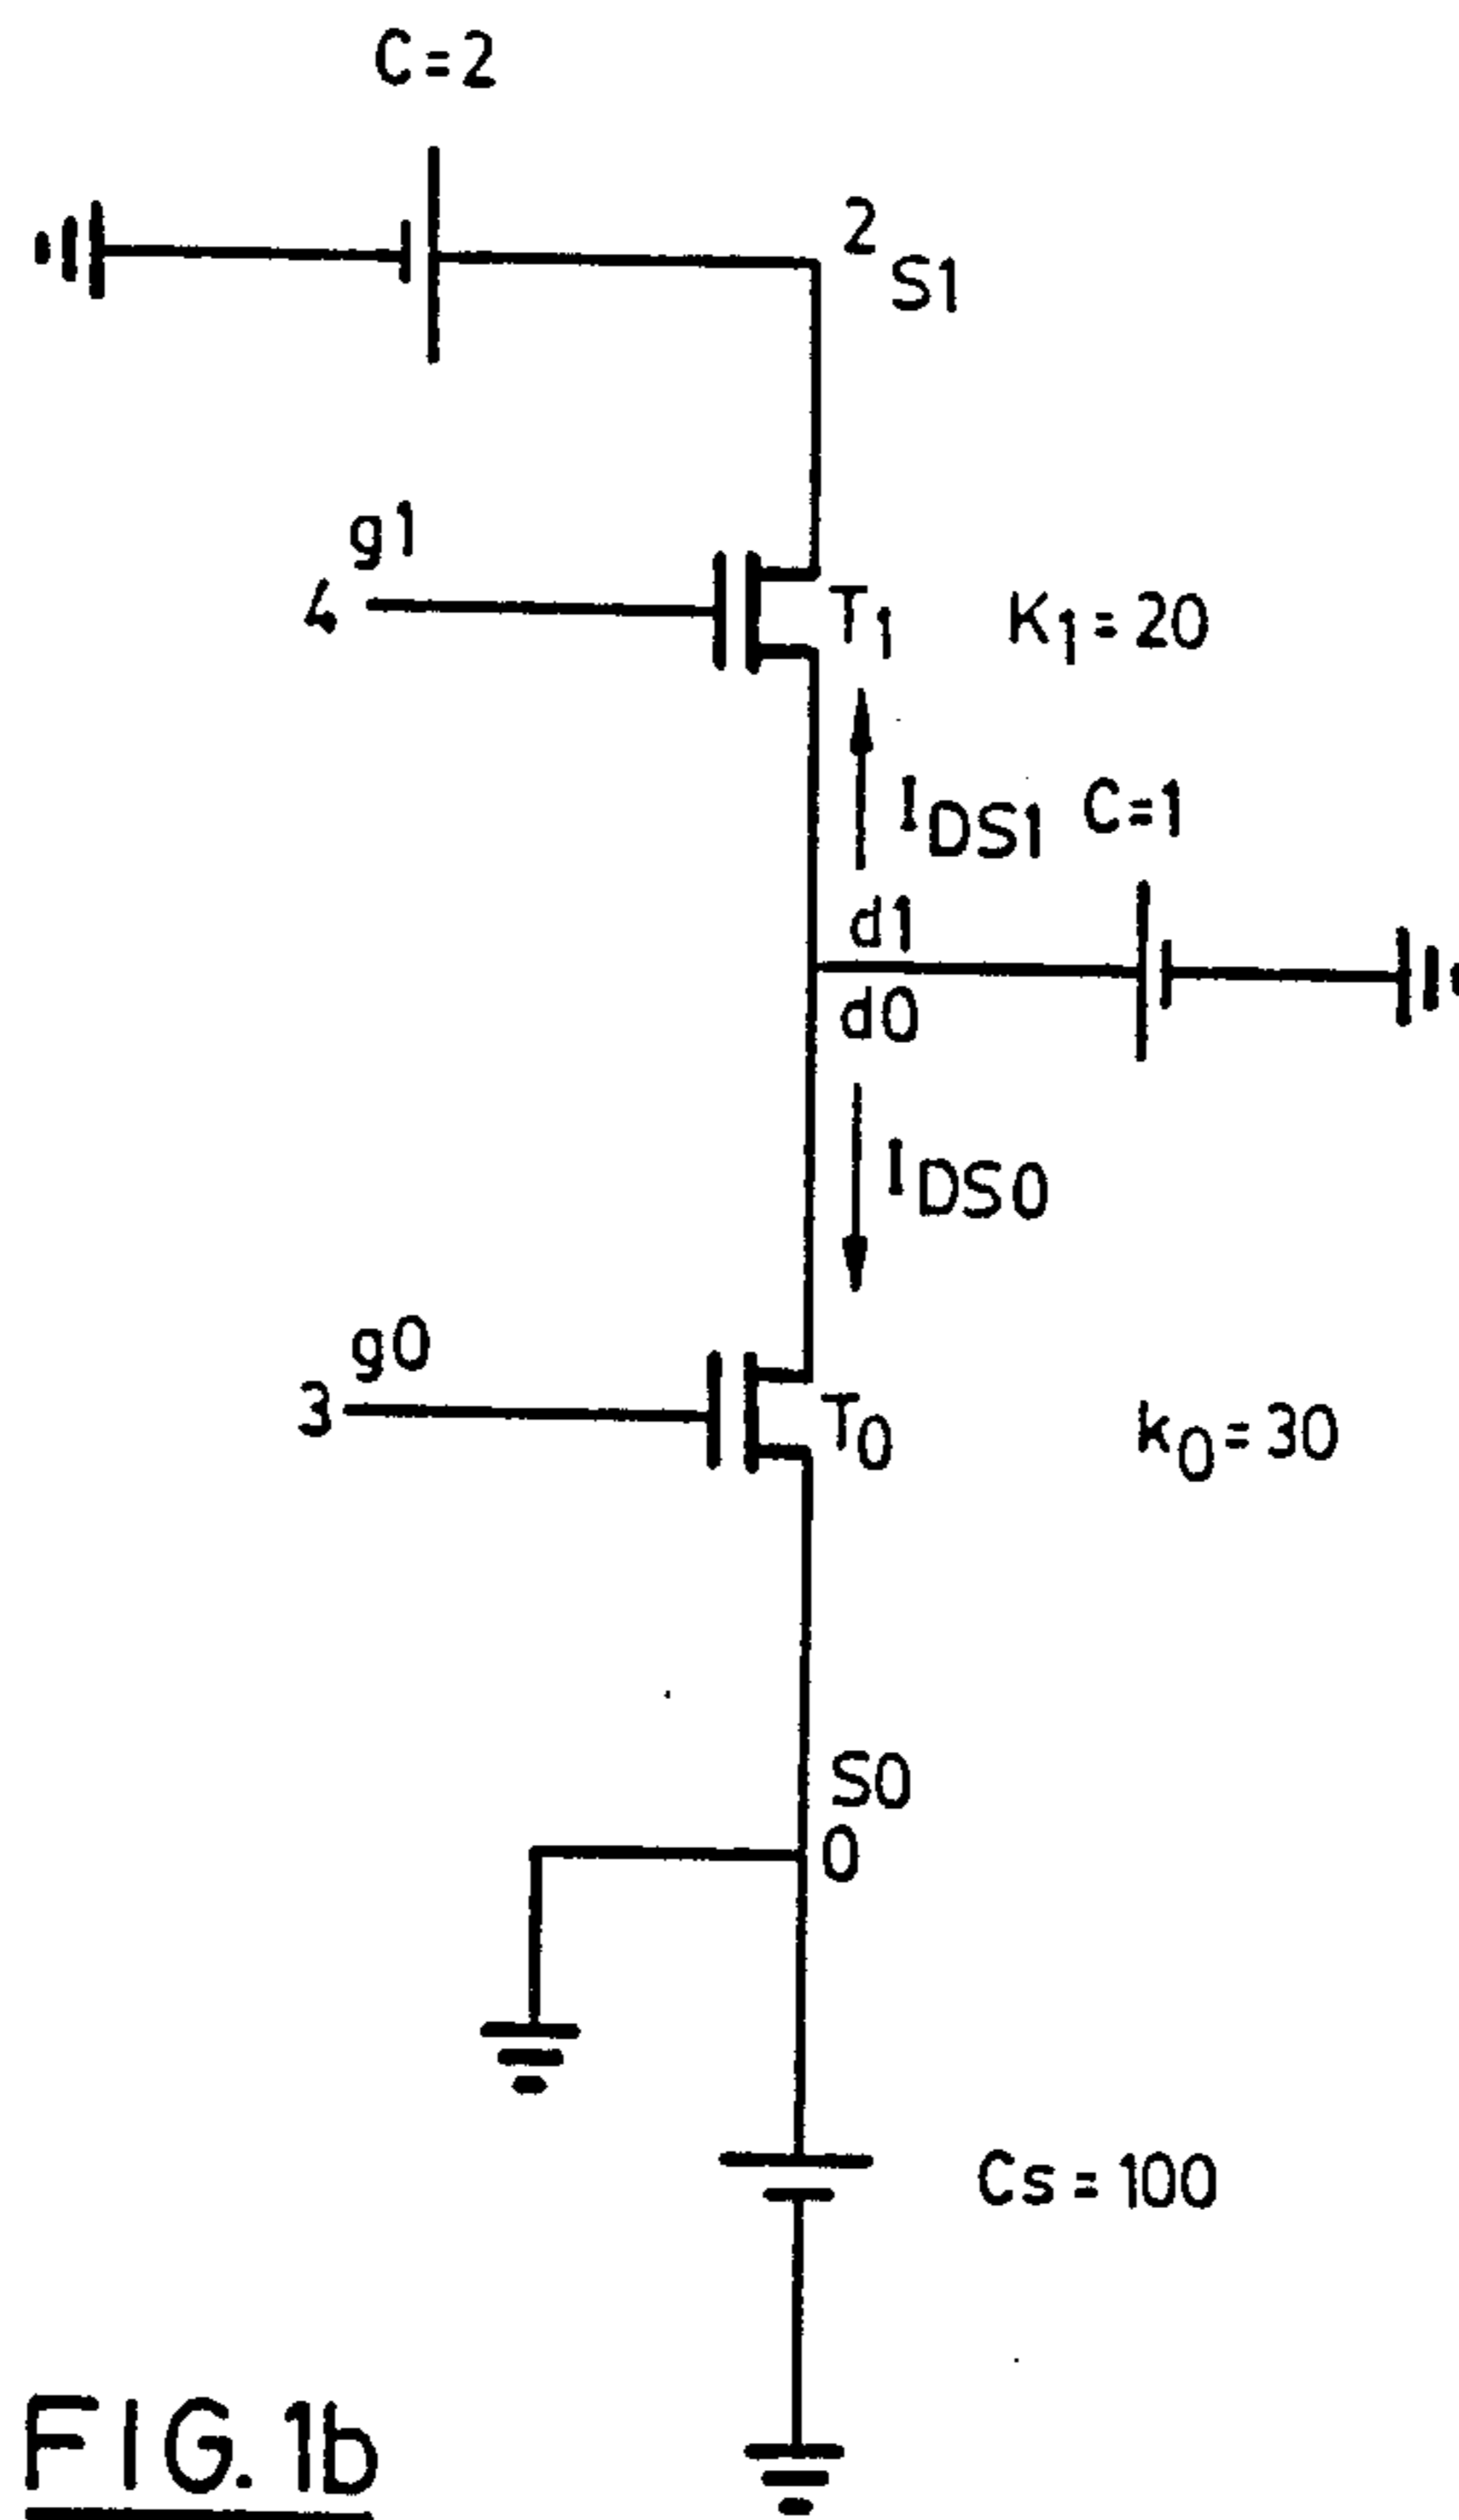 C=2
2
S1
g1
4
T1 K1=20
IDS1 C=1
d1
d0
IDS0
g0
3
T0 K0=30
S0
0
Cs=100
FIG.1b